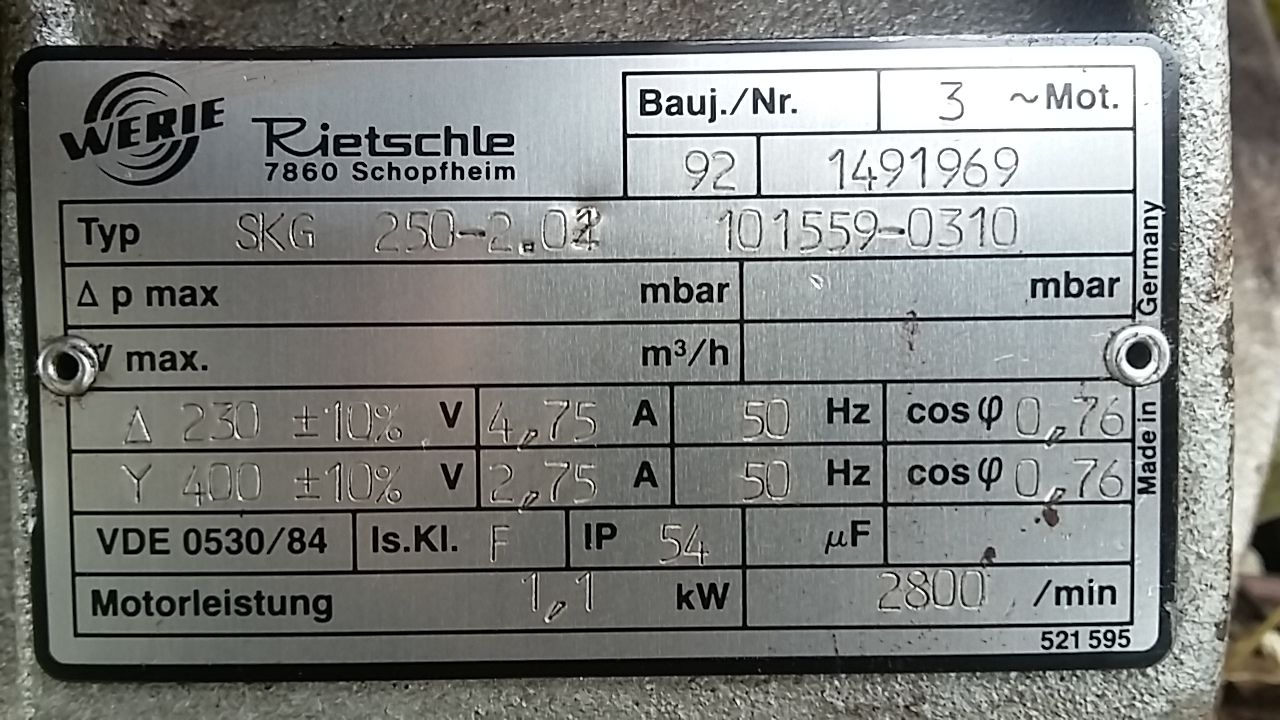 WERIE
Rietschle
7860 Schopfheim
Bauj./Nr. 3 ~Mot.
92 1491969
Typ SKG 250-2. 101559-0310
Δ p max mbar mbar
V max. m³/h
Δ 230 ±10% V 4,75 A 50 Hz cos φ 0,76
Y 400 ±10% V 2,75 A 50 Hz cos φ 0,76
VDE 0530/84 Is.Kl. F IP 54 µF
Motorleistung 1,1 kW 2800 /min
521 595
Made in Germany